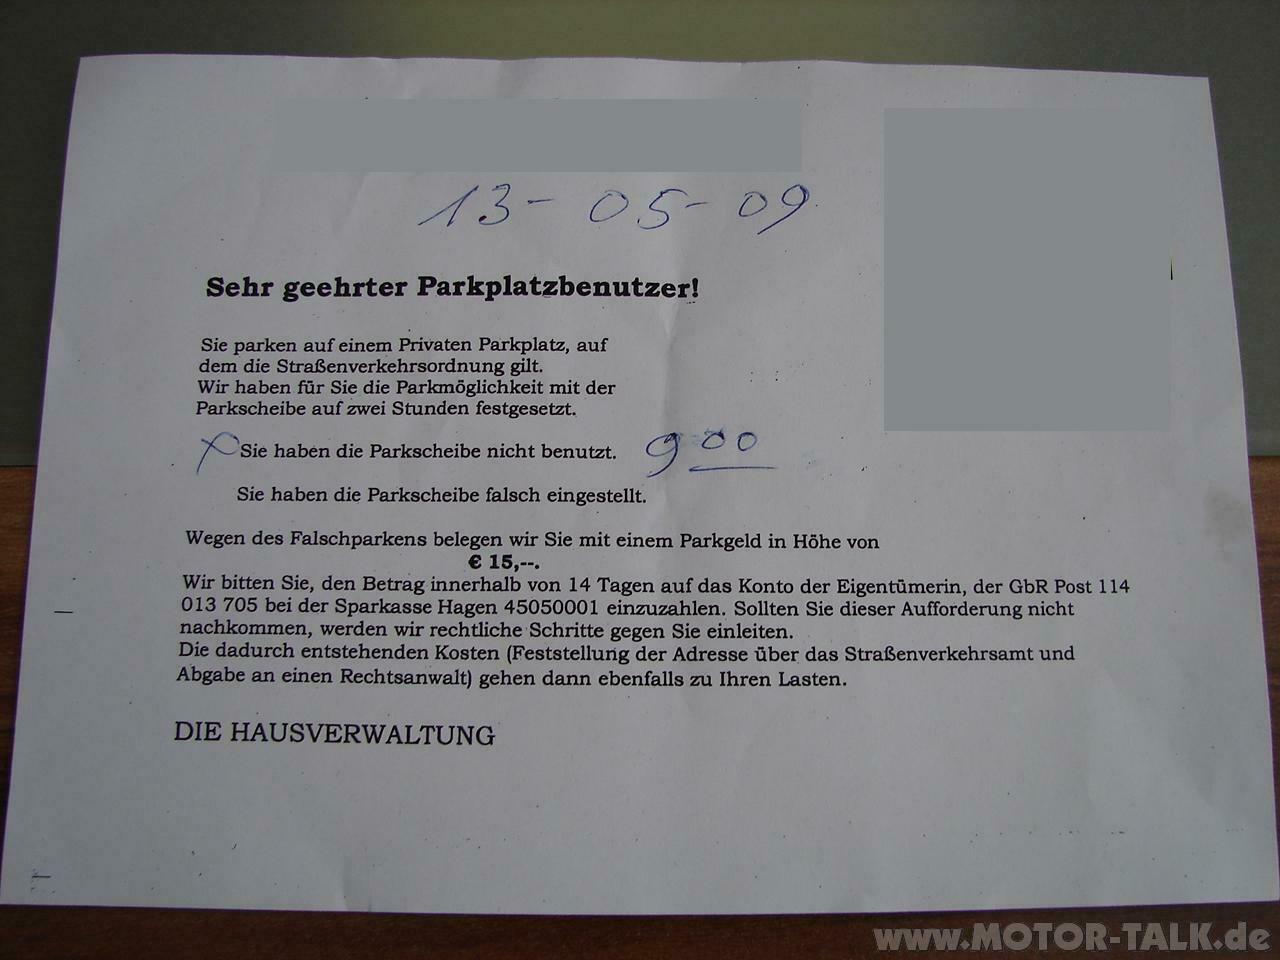 13-05-09
Sehr geehrter Parkplatzbenutzer!
Sie parken auf einem Privaten Parkplatz, auf
dem die Straßenverkehrsordnung gilt.
Wir haben für Sie die Parkmöglichkeit mit der
Parkscheibe auf zwei Stunden festgesetzt.
x Sie haben die Parkscheibe nicht benutzt. 9 00
Sie haben die Parkscheibe falsch eingestellt.
Wegen des Falschparkens belegen wir Sie mit einem Parkgeld in Höhe von
€ 15,--.
Wir bitten Sie, den Betrag innerhalb von 14 Tagen auf das Konto der Eigentümerin, der GbR Post 114
013 705 bei der Sparkasse Hagen 45050001 einzuzahlen. Sollten Sie dieser Aufforderung nicht
nachkommen, werden wir rechtliche Schritte gegen Sie einleiten.
Die dadurch entstehenden Kosten (Feststellung der Adresse über das Straßenverkehrsamt und
Abgabe an einen Rechtsanwalt) gehen dann ebenfalls zu Ihren Lasten.
DIE HAUSVERWALTUNG
www.MOTOR-TALK.de